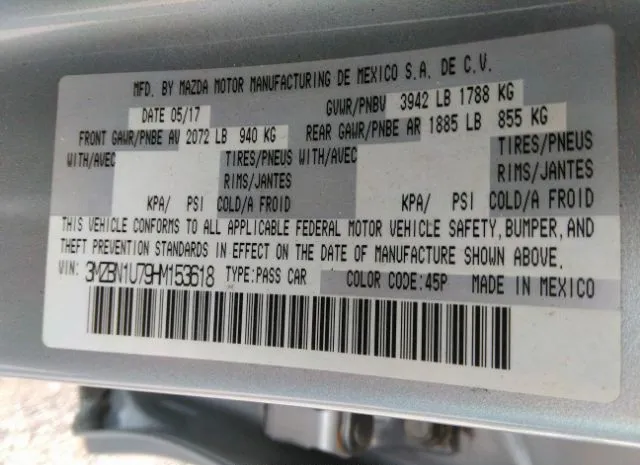 MFD. BY MAZDA MOTOR MANUFACTURING DE MEXICO S.A. DE C.V.
DATE 05/17 GVWR/PNBV 3942 LB 1788 KG
FRONT GAWR/PNBE AV 2072 LB 940 KG REAR GAWR/PNBE AR 1885 LB 855 KG
WITH/AVEC TIRES/PNEUS WITH/AVEC TIRES/PNEUS
RIMS/JANTES RIMS/JANTES
KPA/ PSI COLD/A FROID KPA/ PSI COLD/A FROID
THIS VEHICLE CONFORMS TO ALL APPLICABLE FEDERAL MOTOR VEHICLE SAFETY, BUMPER, AND
THEFT PREVENTION STANDARDS IN EFFECT ON THE DATE OF MANUFACTURE SHOWN ABOVE.
VIN: 3MZBN1U79HM153618 TYPE:PASS CAR COLOR CODE:45P MADE IN MEXICO